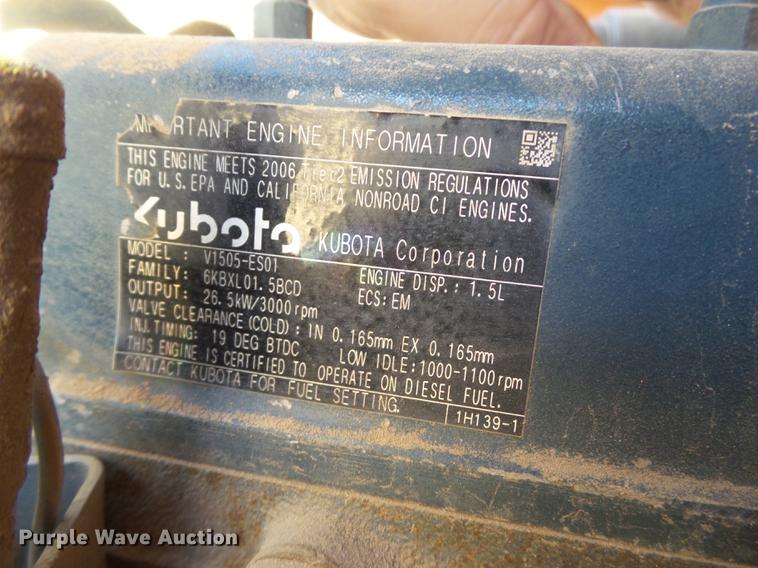 IMPORTANT ENGINE INFORMATION
THIS ENGINE MEETS 2006 Tier2 EMISSION REGULATIONS
FOR U.S. EPA AND CALIFORNIA NONROAD CI ENGINES.
Kubota KUBOTA Corporation
MODEL : V1505-ES01
FAMILY: 6KBXL01.5BCD ENGINE DISP.: 1.5L
OUTPUT: 26.5kW/3000rpm ECS: EM
VALVE CLEARANCE (COLD) : IN 0.165mm EX 0.165mm
INJ.TIMING: 19 DEG BTDC LOW IDLE:1000-1100rpm
THIS ENGINE IS CERTIFIED TO OPERATE ON DIESEL FUEL.
CONTACT KUBOTA FOR FUEL SETTING. 1H139-1
Purple Wave Auction